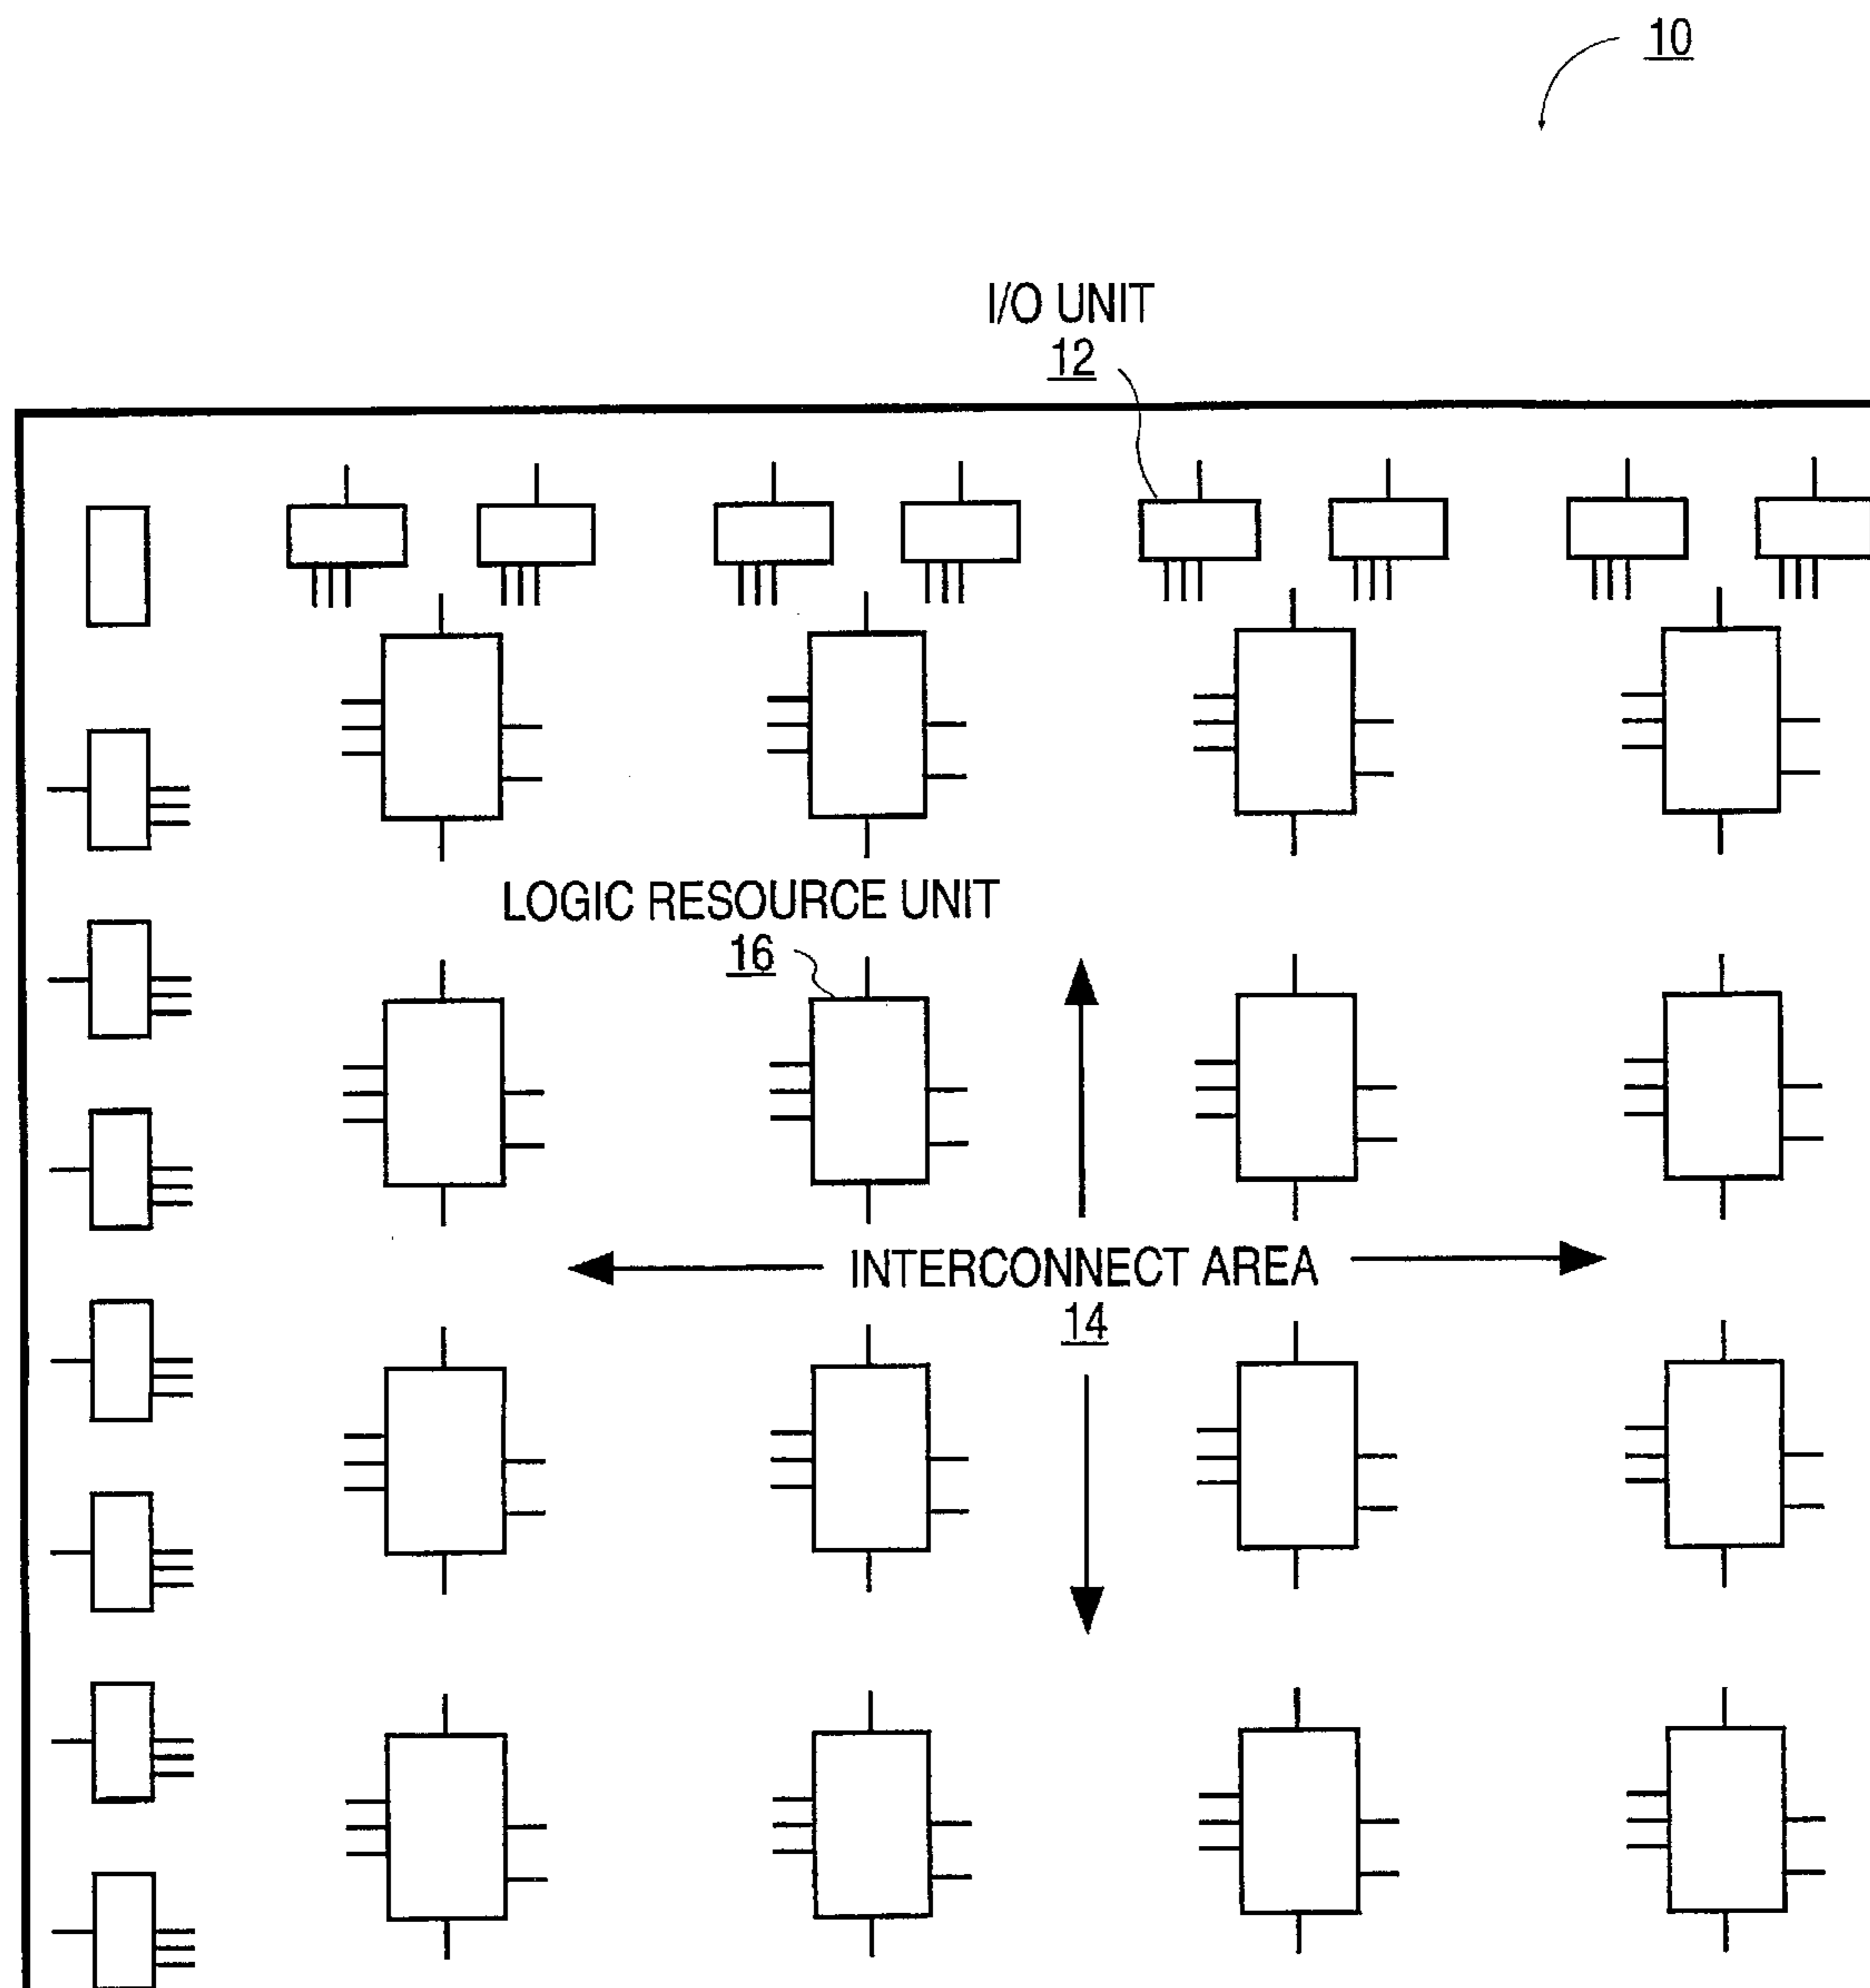 10
I/O UNIT
12
LOGIC RESOURCE UNIT
16
INTERCONNECT AREA
14